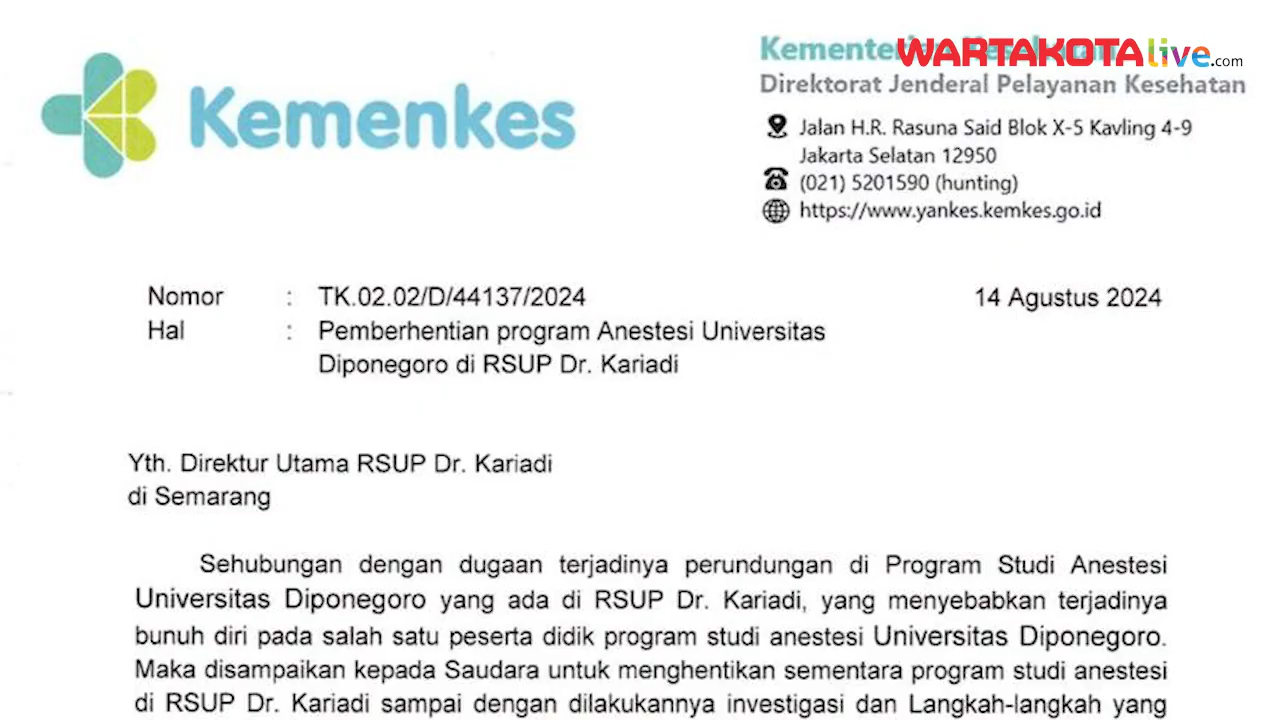 Kemenkes
WARTAKOTAlive.com
Direktorat Jenderal Pelayanan Kesehatan
Jalan H.R. Rasuna Said Blok X-5 Kavling 4-9
Jakarta Selatan 12950
(021) 5201590 (hunting)
https://www.yankes.kemkes.go.id
Nomor : TK.02.02/D/44137/2024 14 Agustus 2024
Hal : Pemberhentian program Anestesi Universitas
Diponegoro di RSUP Dr. Kariadi
Yth. Direktur Utama RSUP Dr. Kariadi
di Semarang
Sehubungan dengan dugaan terjadinya perundungan di Program Studi Anestesi
Universitas Diponegoro yang ada di RSUP Dr. Kariadi, yang menyebabkan terjadinya
bunuh diri pada salah satu peserta didik program studi anestesi Universitas Diponegoro.
Maka disampaikan kepada Saudara untuk menghentikan sementara program studi anestesi
di RSUP Dr. Kariadi sampai dengan dilakukannya investigasi dan Langkah-langkah yang